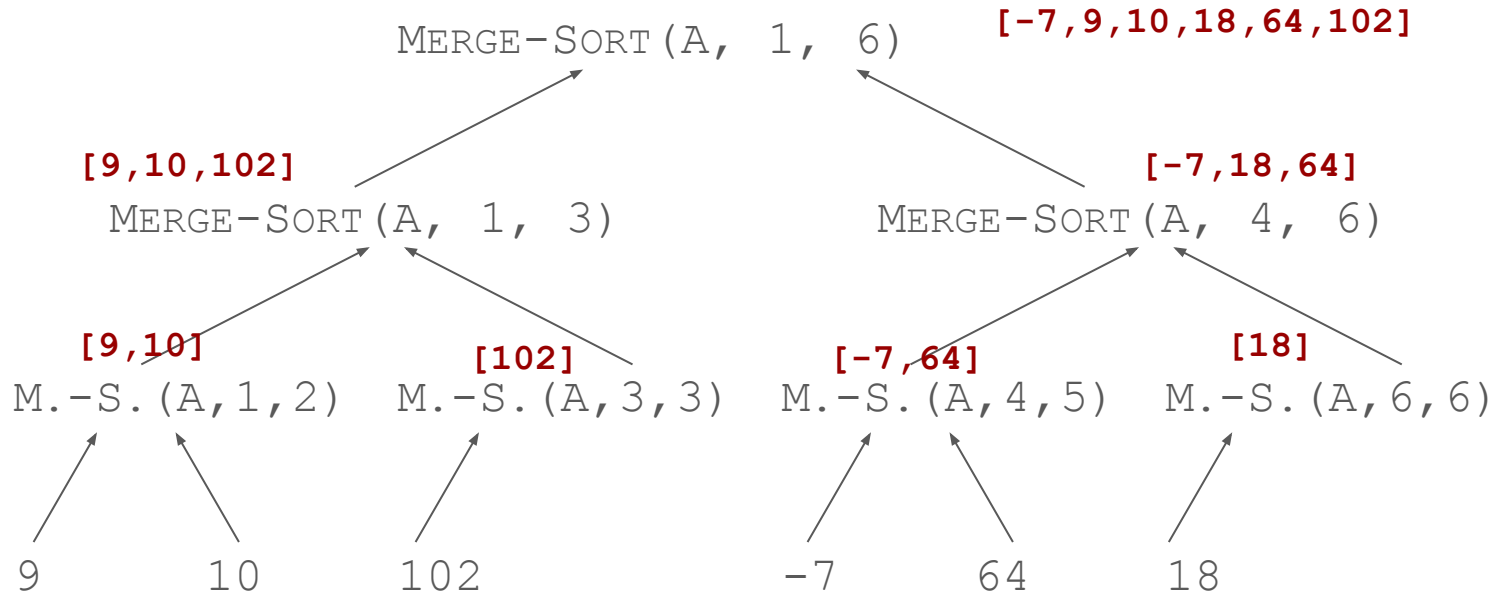 [-7,9,10,18,64,102]
MERGE-SORT(A, 1, 6)
[9,10,102] [-7,18,64]
MERGE-SORT(A, 1, 3) MERGE-SORT(A, 4, 6)
[9,10] [102] [-7,64] [18]
M.-S.(A,1,2) M.-S.(A,3,3) M.-S.(A,4,5) M.-S.(A,6,6)
9 10 102 -7 64 18